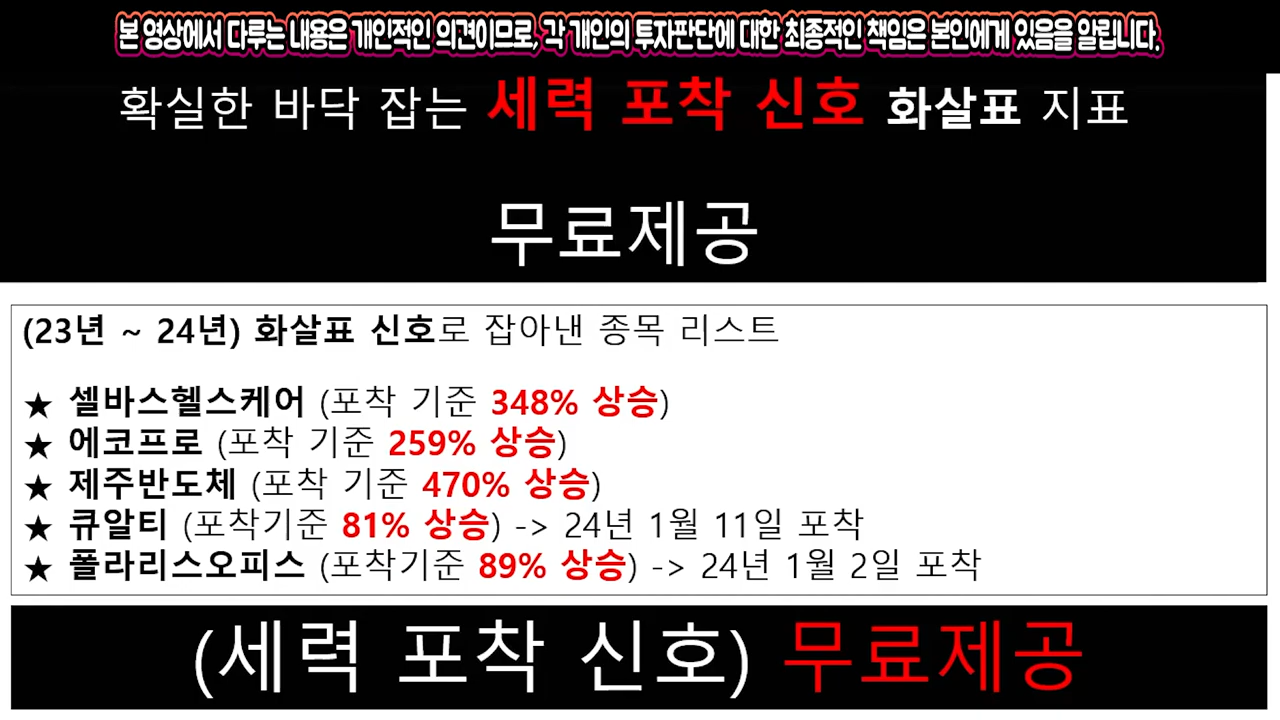 본 영상에서 다루는 내용은 개인적인 의견이므로, 각 개인의 투자판단에 대한 최종적인 책임은 본인에게 있음을 알립니다.
확실한 바닥 잡는 세력 포착 신호 화살표 지표
무료제공
(23년 ~ 24년) 화살표 신호로 잡아낸 종목 리스트
★ 셀바스헬스케어 (포착 기준 348% 상승)
★ 에코프로 (포착 기준 259% 상승)
★ 제주반도체 (포착 기준 470% 상승)
★ 큐알티 (포착기준 81% 상승) -> 24년 1월 11일 포착
★ 폴라리스오피스 (포착기준 89% 상승) -> 24년 1월 2일 포착
(세력 포착 신호) 무료제공